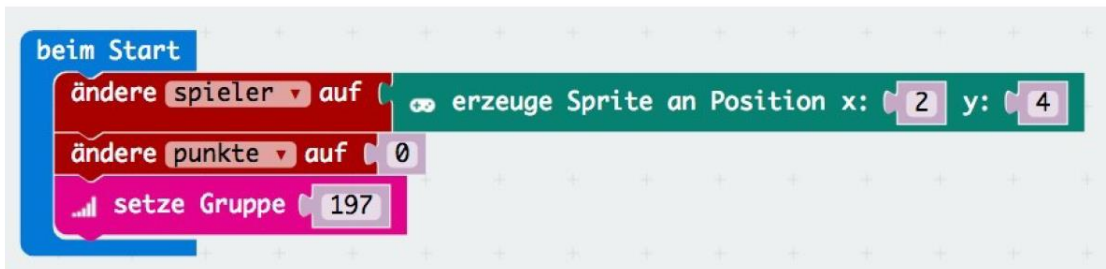 beim Start
ändere spieler auf erzeuge Sprite an Position x: 2 y: 4
ändere punkte auf 0
setze Gruppe 197